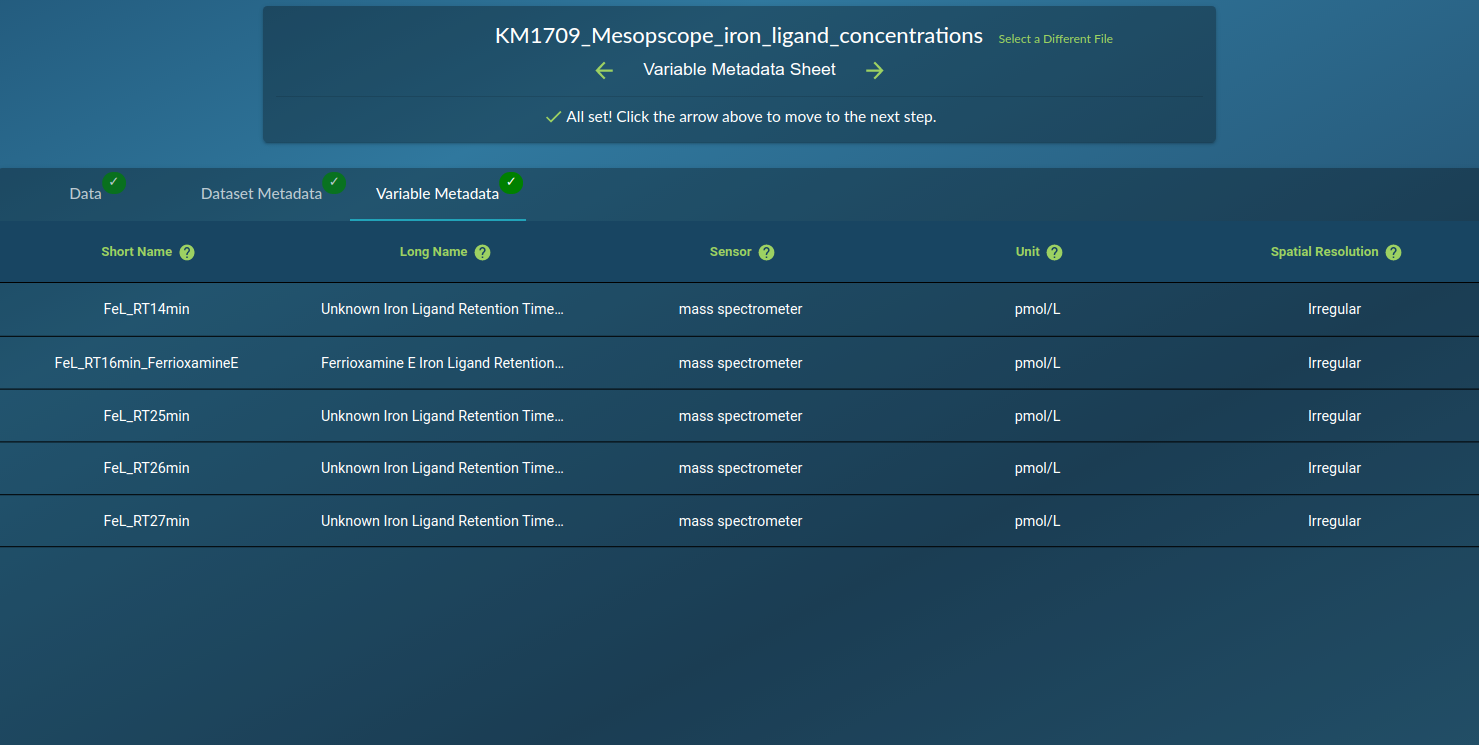 KM1709_Mesopscope_iron_ligand_concentrations Select a Different File
Variable Metadata Sheet
All set! Click the arrow above to move to the next step.
Data Dataset Metadata Variable Metadata
Short Name Long Name Sensor Unit Spatial Resolution
FeL_RT14min Unknown Iron Ligand Retention Time... mass spectrometer pmol/L Irregular
FeL_RT16min_FerrioxamineE Ferrioxamine E Iron Ligand Retention... mass spectrometer pmol/L Irregular
FeL_RT25min Unknown Iron Ligand Retention Time... mass spectrometer pmol/L Irregular
FeL_RT26min Unknown Iron Ligand Retention Time... mass spectrometer pmol/L Irregular
FeL_RT27min Unknown Iron Ligand Retention Time... mass spectrometer pmol/L Irregular